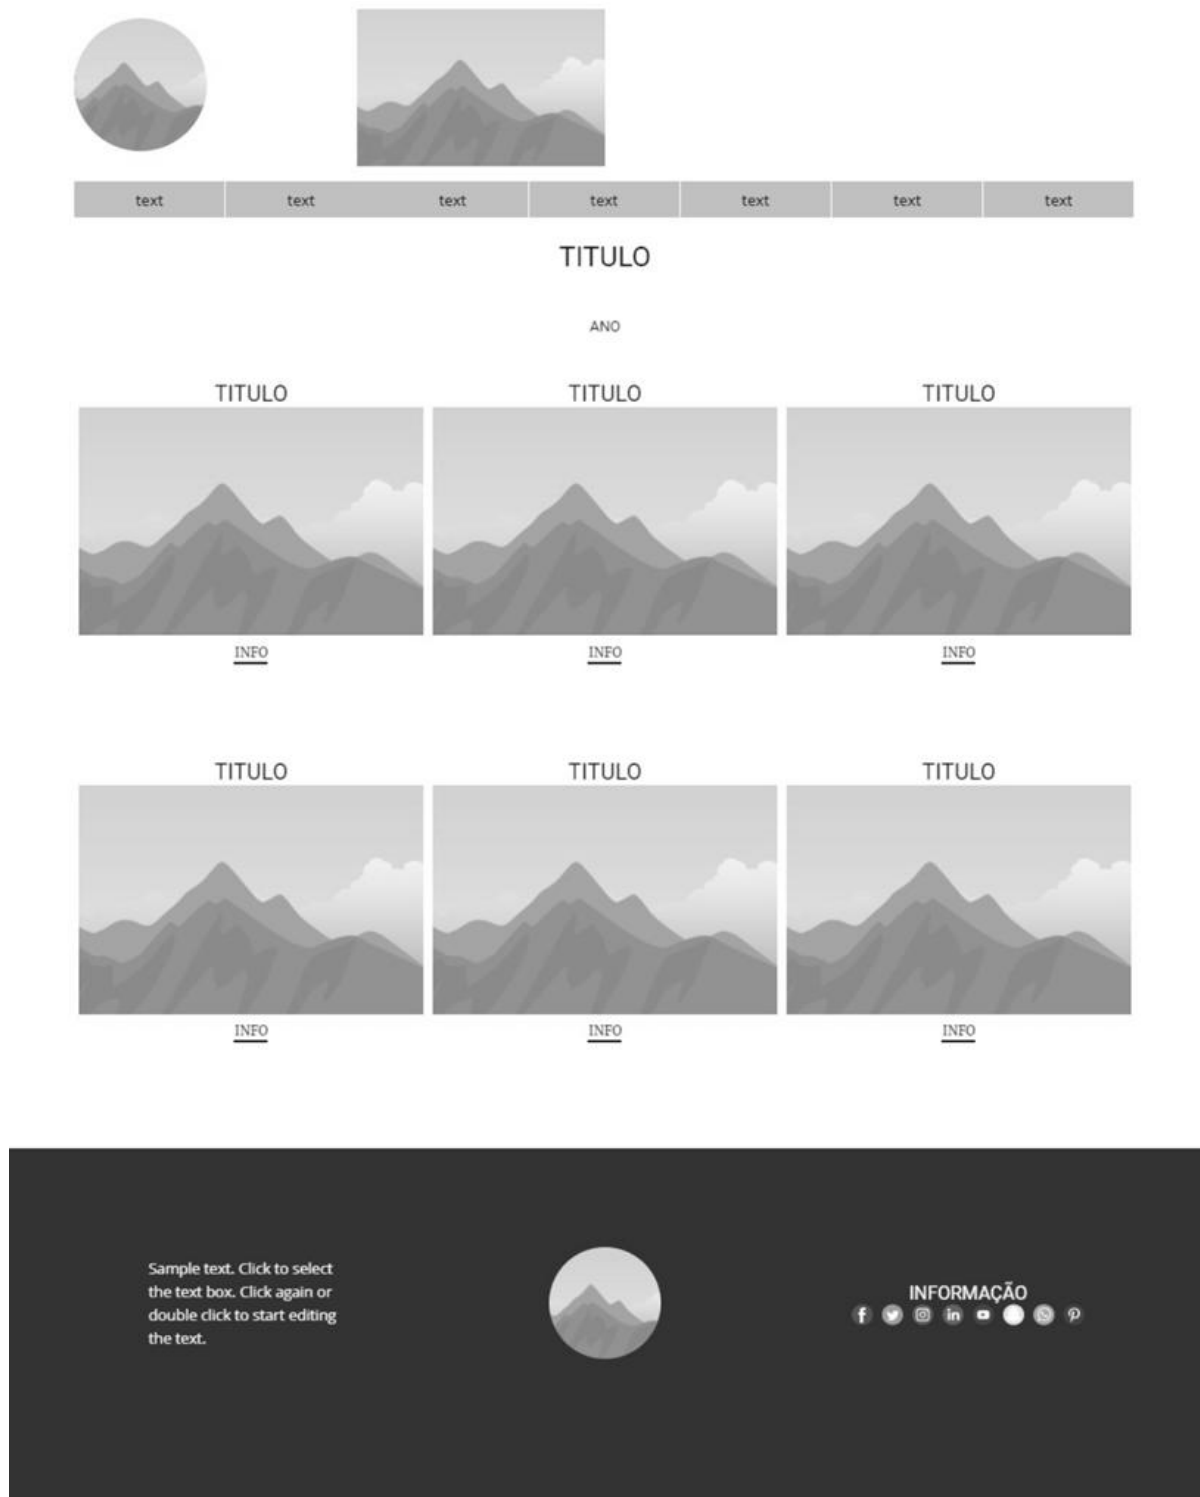 text text text text text text text
TITULO
ANO
TITULO TITULO TITULO
INFO INFO INFO
TITULO TITULO TITULO
INFO INFO INFO
Sample text. Click to select
the text box. Click again or
double click to start editing
the text.
INFORMAÇÃO